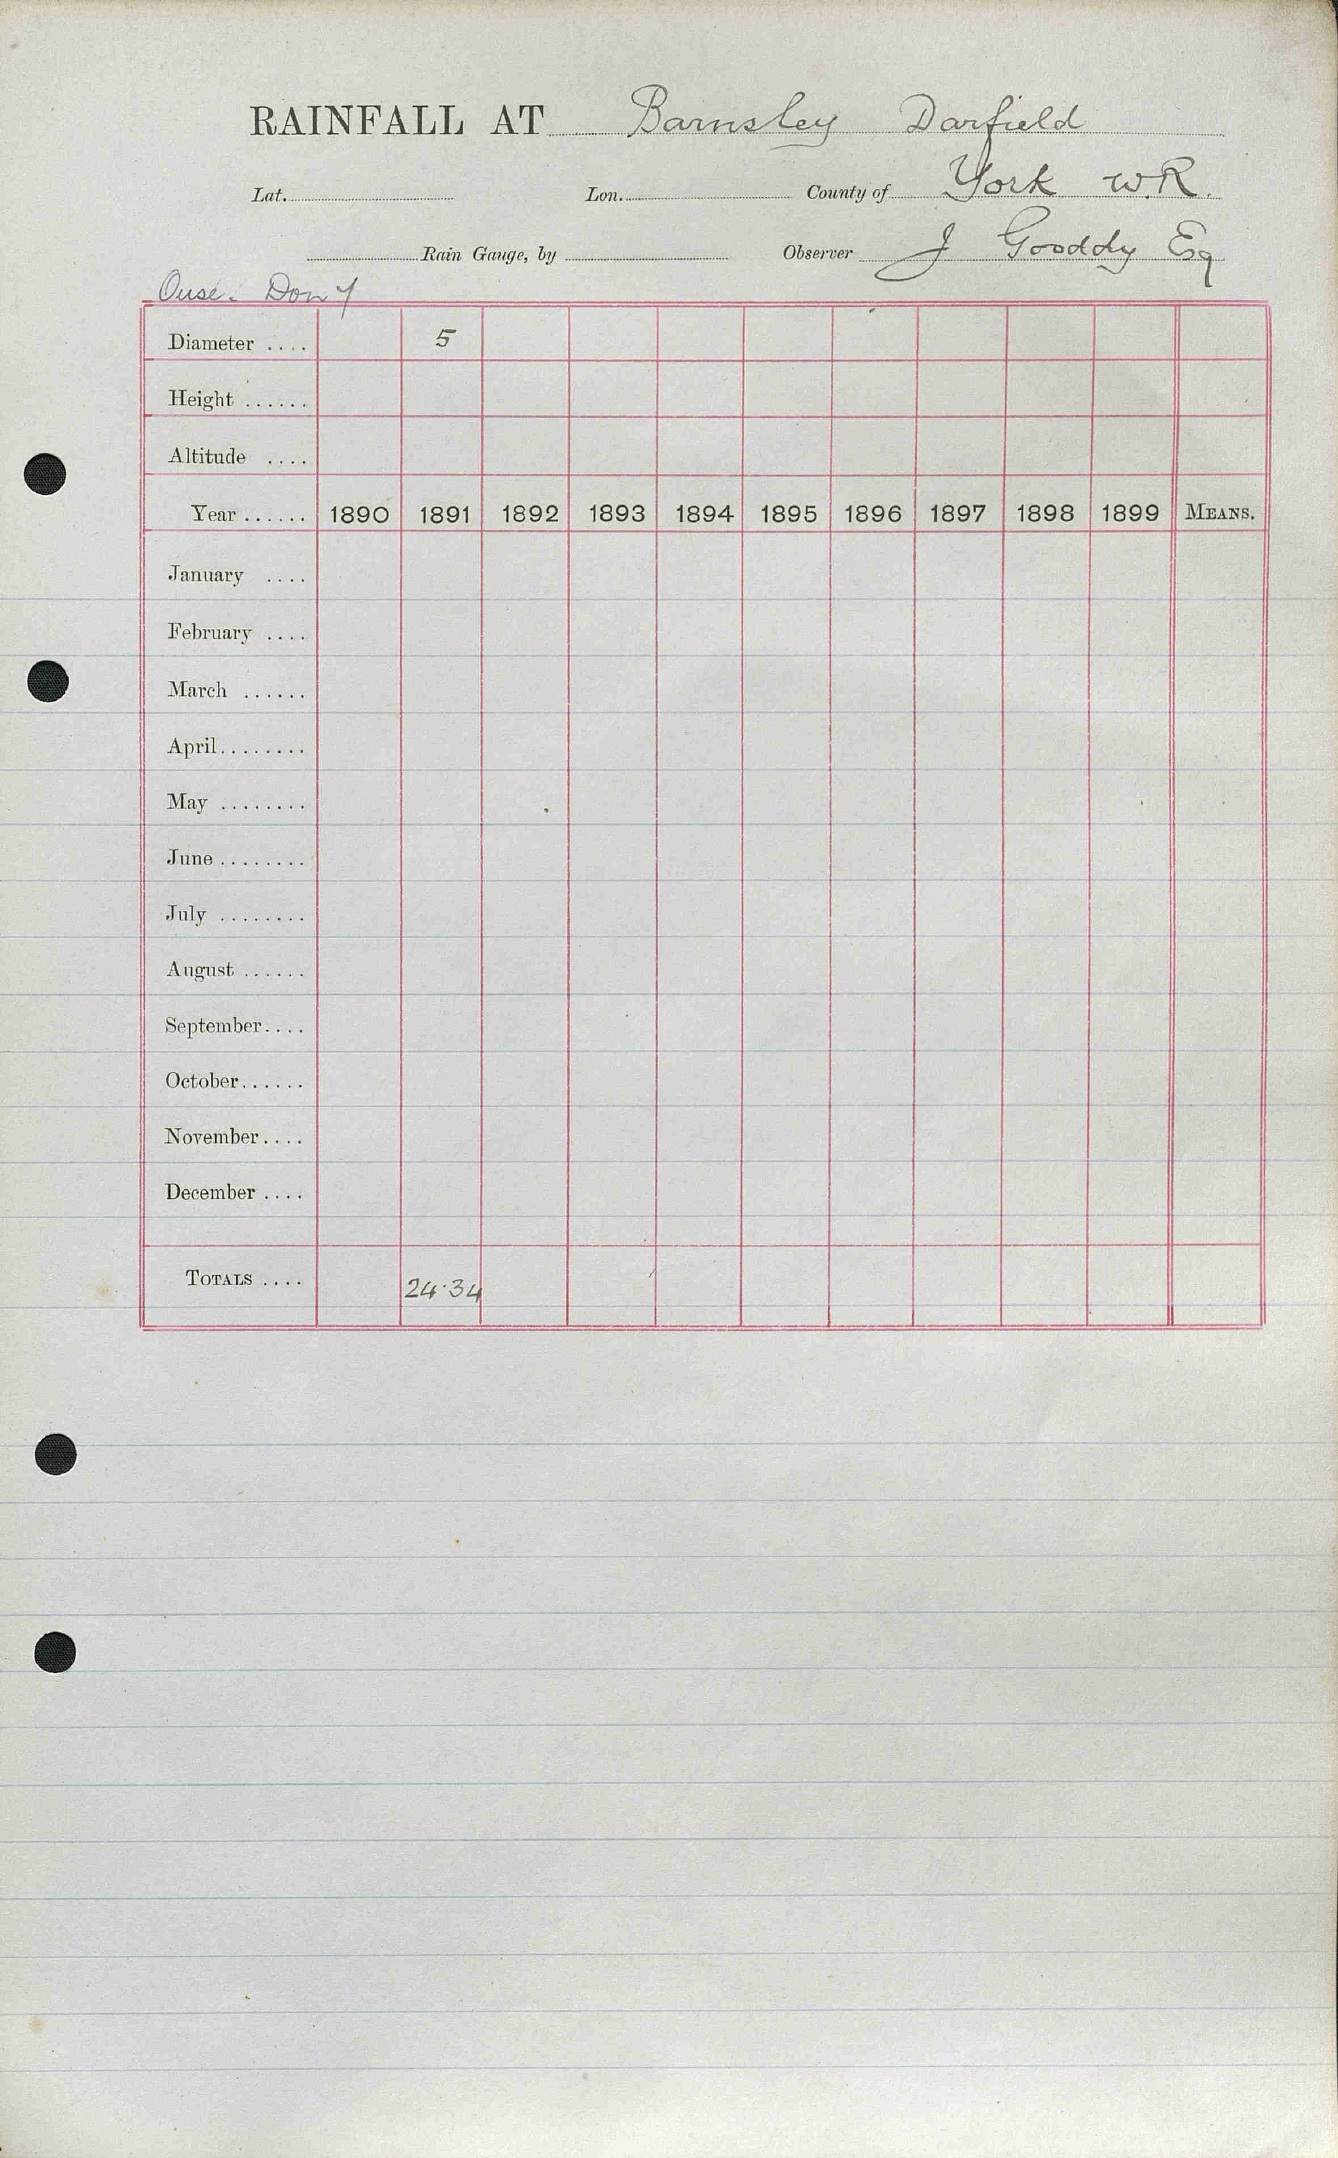 RAINFALL AT Barnsley Darfield
Lat. Lon. County of York W.R.
Rain Gauge, by Observer J Gooddy Esq
Ouse. Don
Diameter .... 5
Height ......
Altitude ....
Year ...... 1890 1891 1892 1893 1894 1895 1896 1897 1898 1899 MEANS.
January ....
February ....
March ......
April ........
May ........
June ........
July ........
August ......
September ....
October ......
November ....
December ....
TOTALS .... 24.34